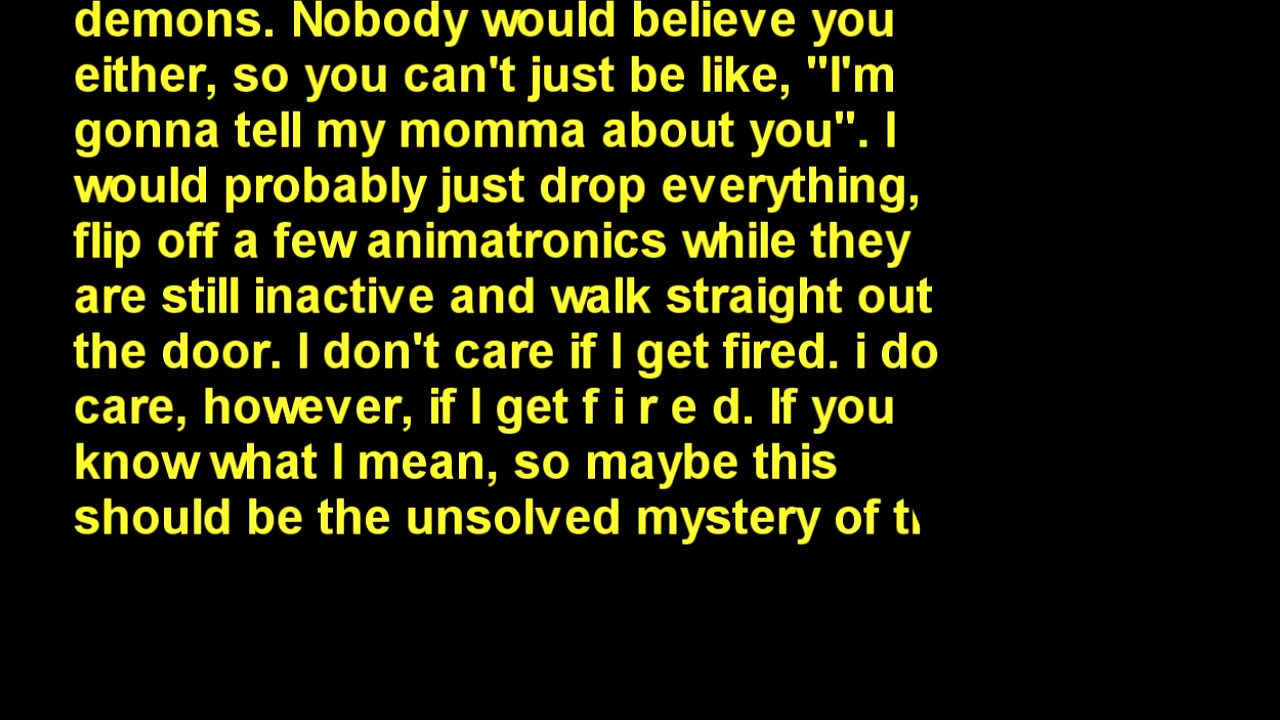 demons. Nobody would believe you
either, so you can't just be like, "I'm
gonna tell my momma about you". I
would probably just drop everything,
flip off a few animatronics while they
are still inactive and walk straight out
the door. I don't care if I get fired. i do
care, however, if I get f i r e d. If you
know what I mean, so maybe this
should be the unsolved mystery of